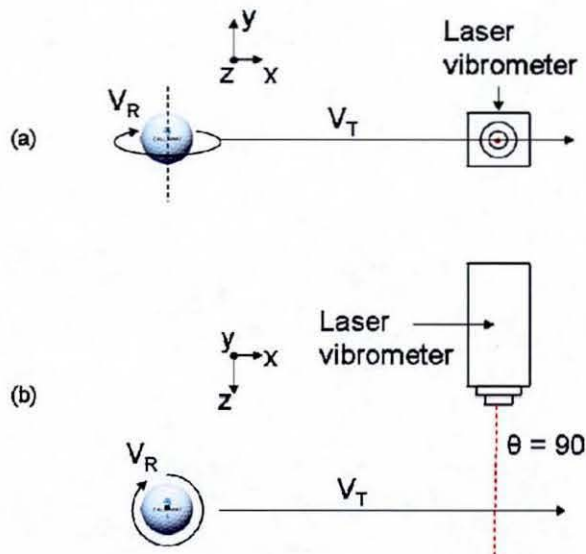 y
z x
Laser
vibrometer
V_R
V_T
(a)
Laser
vibrometer
y x
z
(b)
θ = 90
V_R
V_T